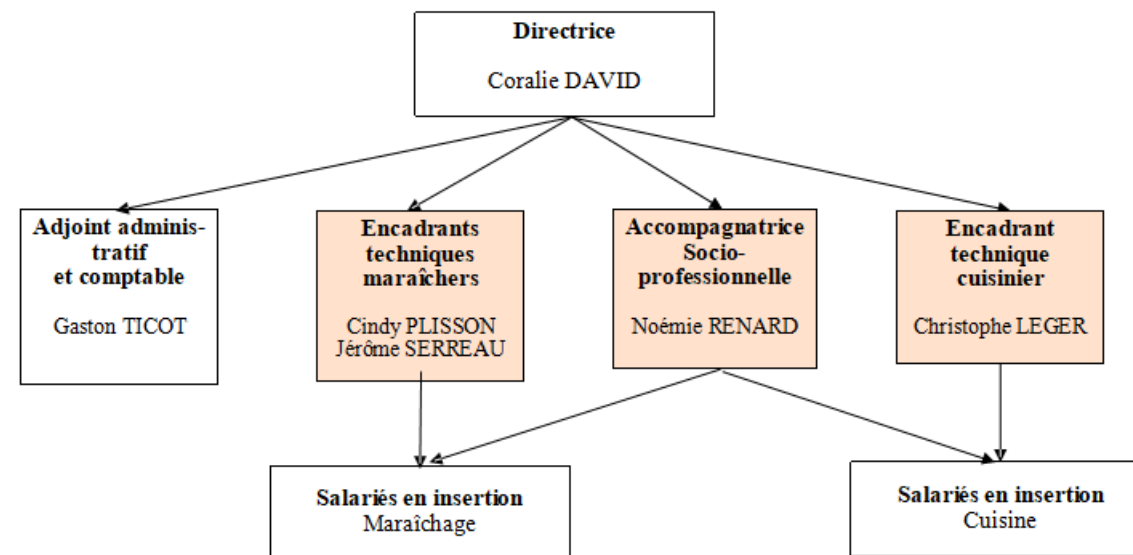 Directrice
Coralie DAVID
Adjoint adminis-
tratif
et comptable
Gaston TICOT
Encadrants
techniques
maraîchers
Cindy PLISSON
Jérôme SERREAU
Accompagnatrice
Socio-
professionnelle
Noémie RENARD
Encadrant
technique
cuisinier
Christophe LEGER
Salariés en insertion
Maraîchage
Salariés en insertion
Cuisine